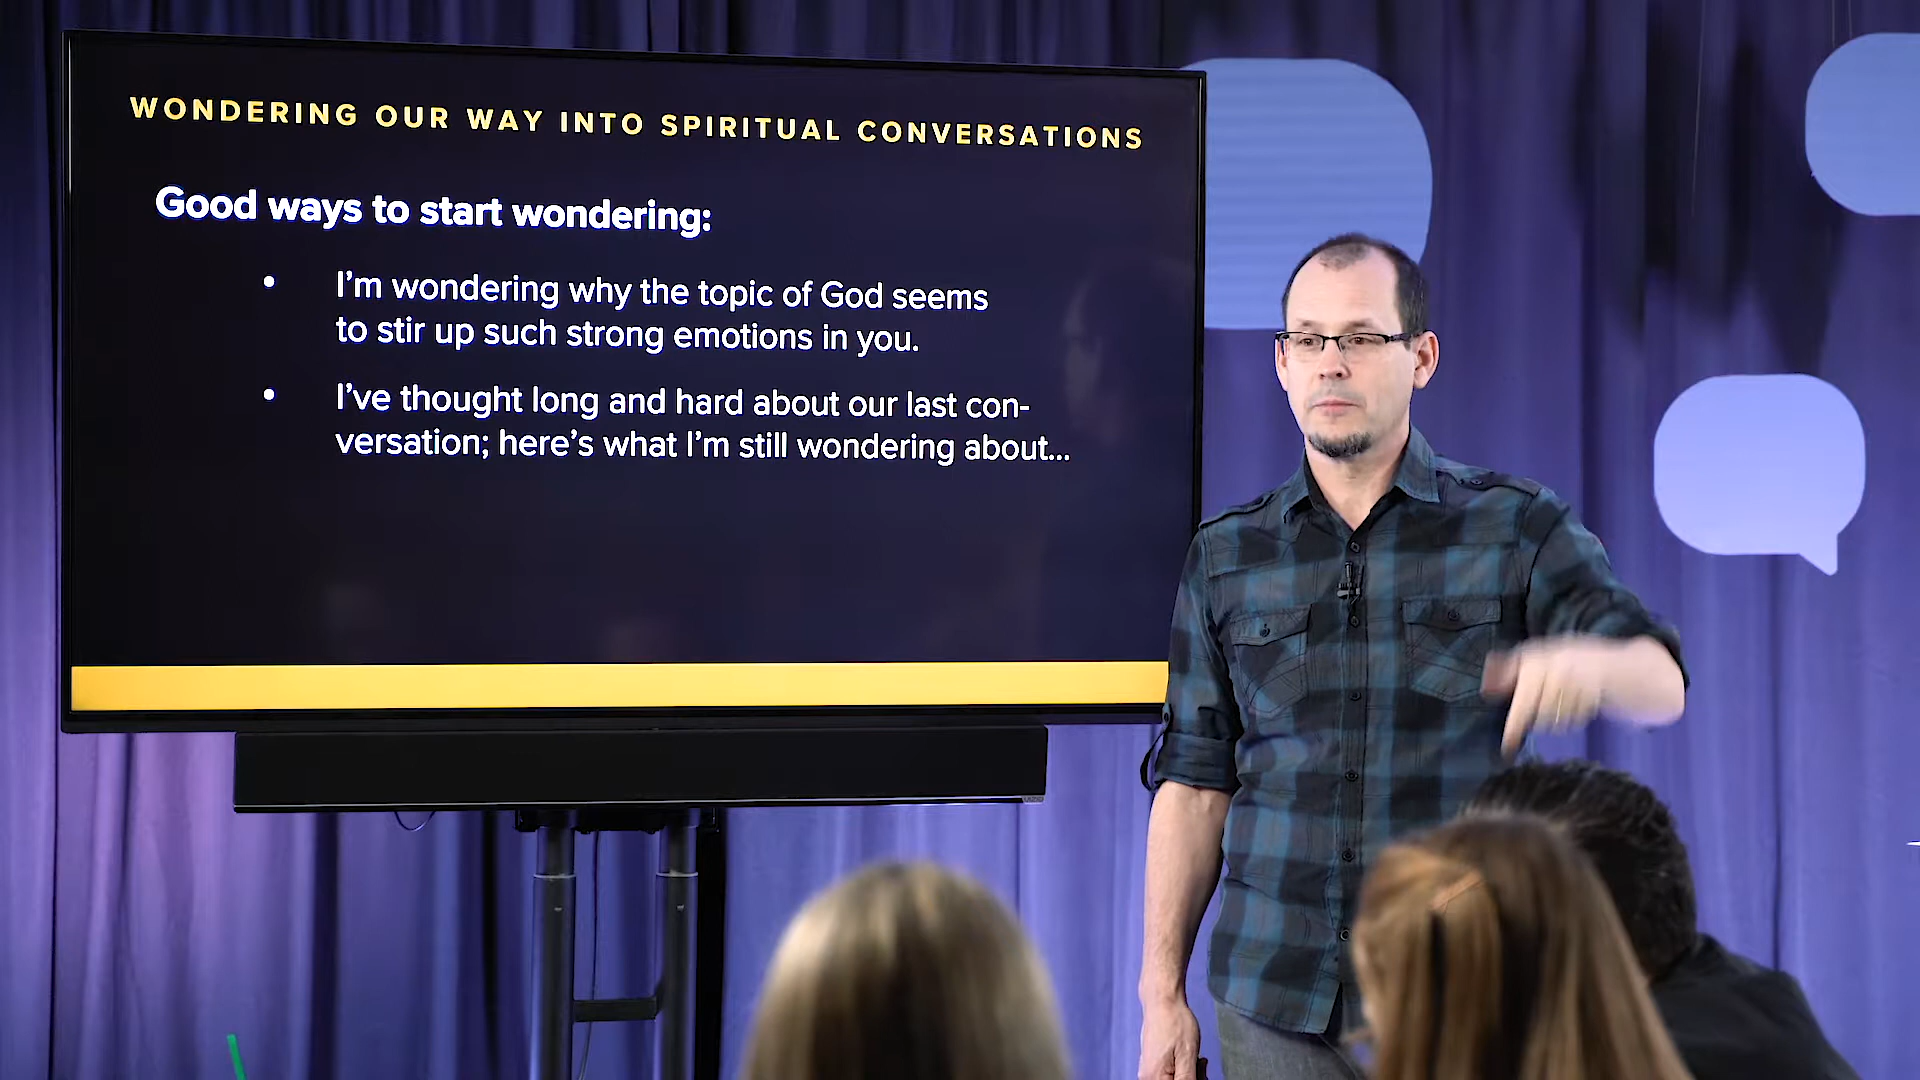 WONDERING OUR WAY INTO SPIRITUAL CONVERSATIONS
Good ways to start wondering:
• I'm wondering why the topic of God seems
to stir up such strong emotions in you.
• I've thought long and hard about our last con-
versation; here's what I'm still wondering about...